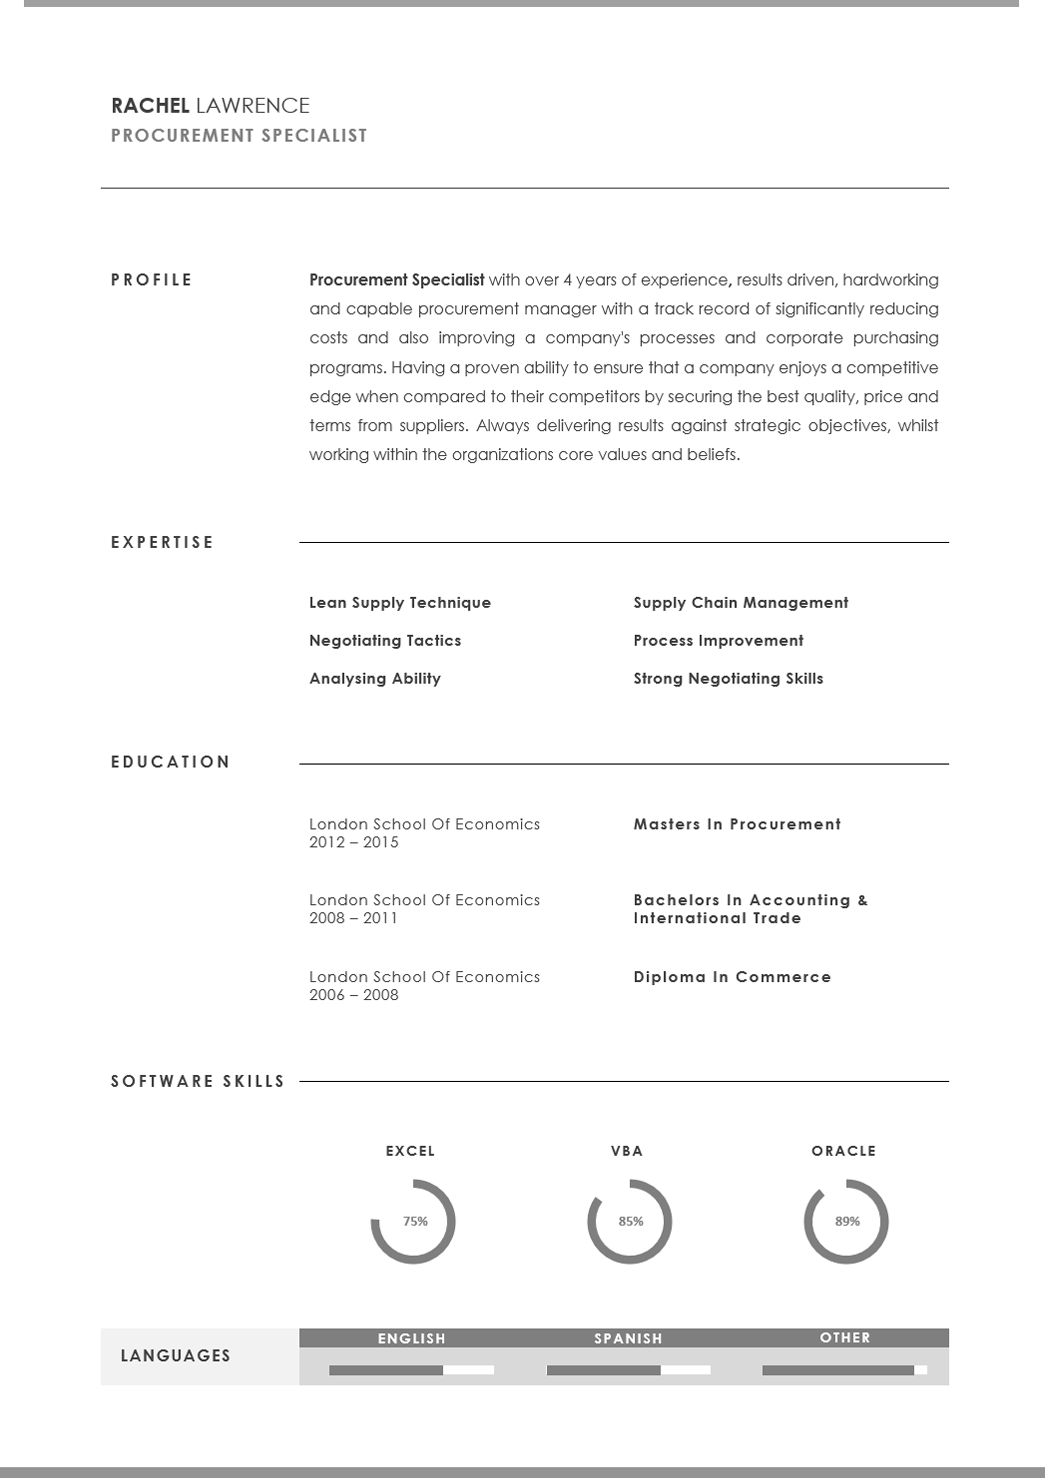 RACHEL LAWRENCE
PROCUREMENT SPECIALIST
PROFILE
Procurement Specialist with over 4 years of experience, results driven, hardworking
and capable procurement manager with a track record of significantly reducing
costs and also improving a company's processes and corporate purchasing
programs. Having a proven ability to ensure that a company enjoys a competitive
edge when compared to their competitors by securing the best quality, price and
terms from suppliers. Always delivering results against strategic objectives, whilst
working within the organizations core values and beliefs.
EXPERTISE
Lean Supply Technique
Supply Chain Management
Negotiating Tactics
Process Improvement
Analysing Ability
Strong Negotiating Skills
EDUCATION
London School Of Economics
2012 – 2015
Masters In Procurement
London School Of Economics
2008 – 2011
Bachelors In Accounting &
International Trade
London School Of Economics
2006 – 2008
Diploma In Commerce
SOFTWARE SKILLS
EXCEL
VBA
ORACLE
75%
85%
89%
LANGUAGES
ENGLISH
SPANISH
OTHER